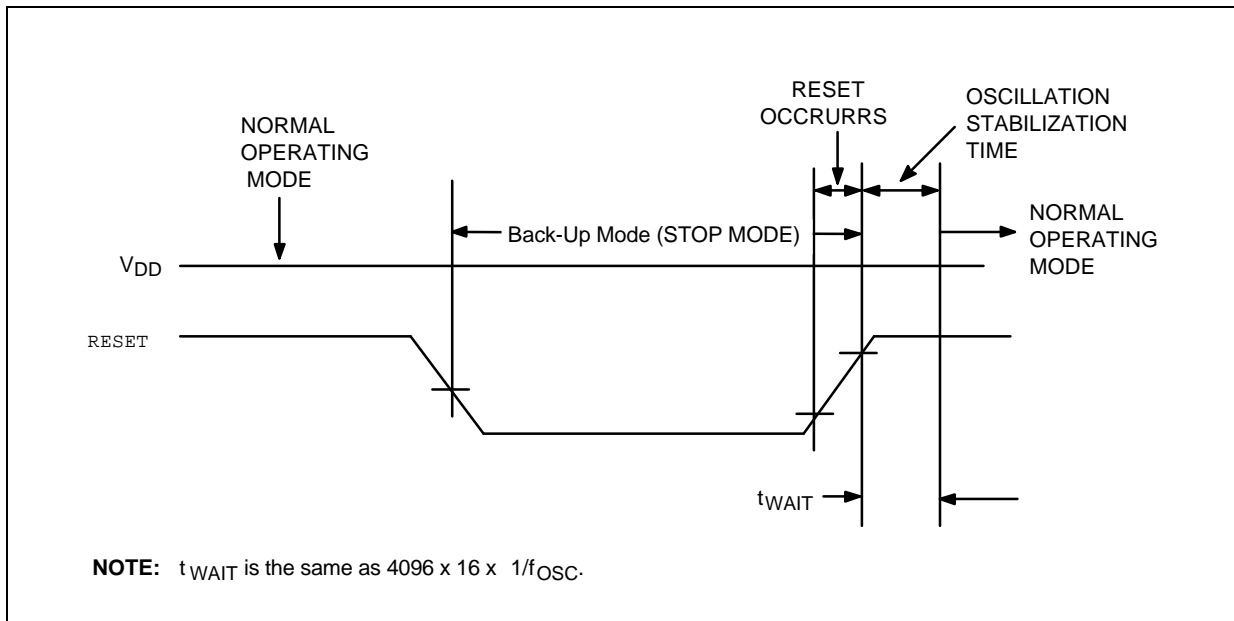 NORMAL
OPERATING
MODE
RESET
OCCRURRS
OSCILLATION
STABILIZATION
TIME
Back-Up Mode (STOP MODE)
NORMAL
OPERATING
MODE
VDD
RESET
tWAIT
NOTE: tWAIT is the same as 4096 x 16 x 1/fOSC.